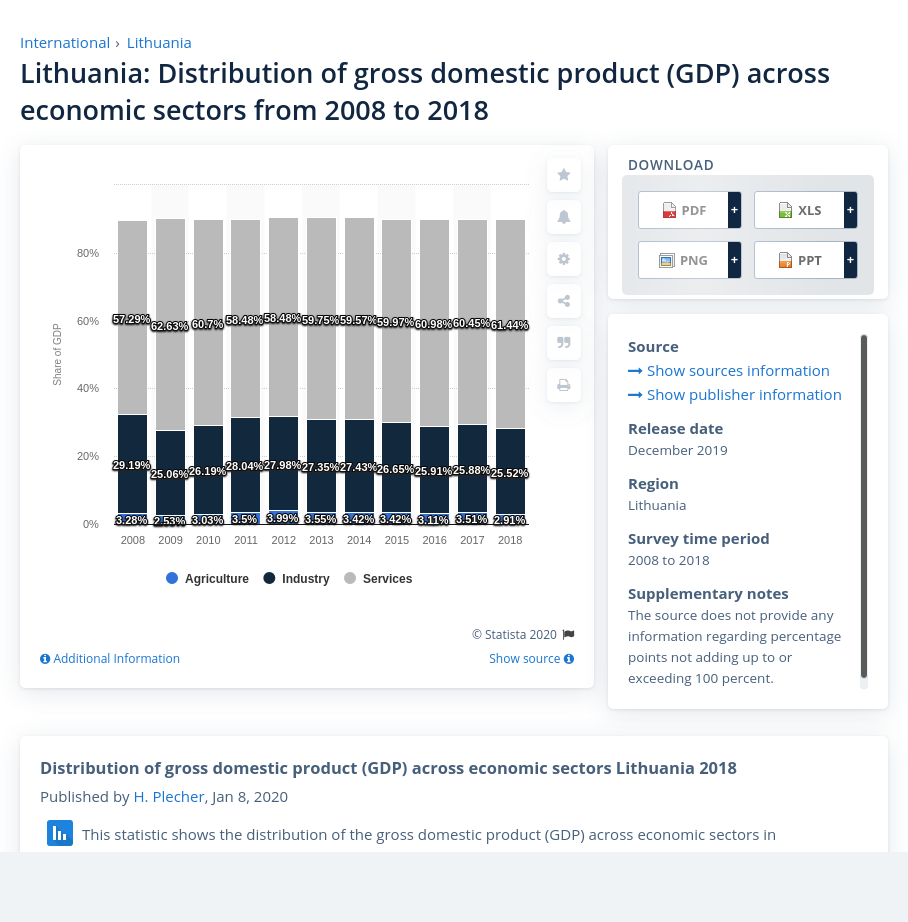 International › Lithuania
Lithuania: Distribution of gross domestic product (GDP) across
economic sectors from 2008 to 2018
DOWNLOAD
PDF +
XLS +
PNG +
PPT +
Share of GDP
80%
60%
40%
20%
0%
57.29% 62.63% 60.7% 58.48% 58.48% 59.75% 59.57% 59.97% 60.98% 60.45% 61.44%
29.19% 25.06% 26.19% 28.04% 27.98% 27.35% 27.43% 26.65% 25.91% 25.88% 25.52%
3.28% 2.53% 3.03% 3.5% 3.99% 3.55% 3.42% 3.42% 3.11% 3.51% 2.91%
2008 2009 2010 2011 2012 2013 2014 2015 2016 2017 2018
Agriculture Industry Services
© Statista 2020
Additional Information
Show source
Source
Show sources information
Show publisher information
Release date
December 2019
Region
Lithuania
Survey time period
2008 to 2018
Supplementary notes
The source does not provide any
information regarding percentage
points not adding up to or
exceeding 100 percent.
Distribution of gross domestic product (GDP) across economic sectors Lithuania 2018
Published by H. Plecher, Jan 8, 2020
This statistic shows the distribution of the gross domestic product (GDP) across economic sectors in